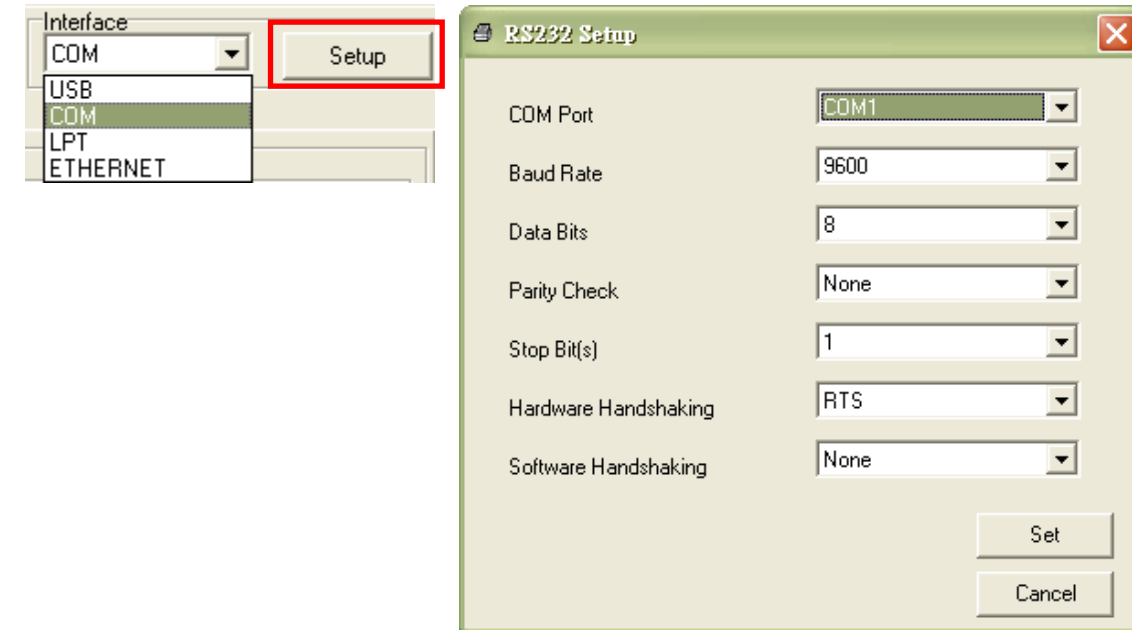 Interface
COM
Setup
USB
COM
LPT
ETHERNET
RS232 Setup
COM Port COM1
Baud Rate 9600
Data Bits 8
Parity Check None
Stop Bit(s) 1
Hardware Handshaking RTS
Software Handshaking None
Set
Cancel